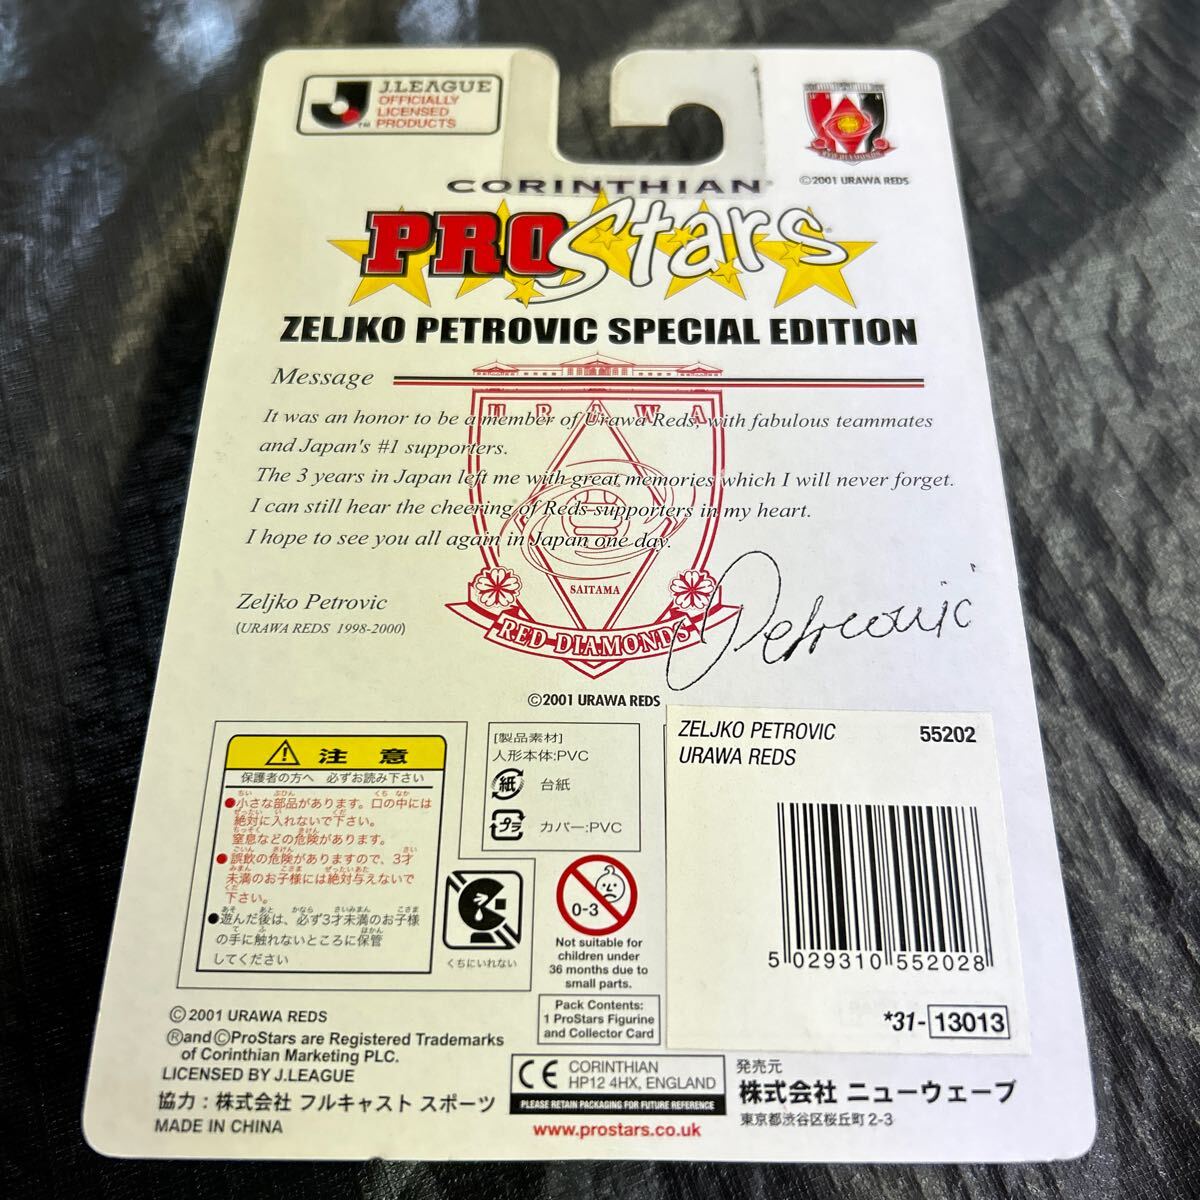 J.LEAGUE
OFFICIALLY
LICENSED
PRODUCTS
TM
URAWA
RED DIAMONDS
©2001 URAWA REDS
CORINTHIAN®
PROStars
ZELJKO PETROVIC SPECIAL EDITION
Message
It was an honor to be a member of Urawa Reds, with fabulous teammates
and Japan's #1 supporters.
The 3 years in Japan left me with great memories which I will never forget.
I can still hear the cheering of Reds supporters in my heart.
I hope to see you all again in Japan one day.
URAWA
SAITAMA
RED DIAMONDS
Zeljko Petrovic
(URAWA REDS 1998-2000)
Petrovic
©2001 URAWA REDS
注意
保護者の方へ 必ずお読み下さい
●小さな部品があります。口の中には
絶対に入れないで下さい。
窒息などの危険があります。
●誤飲の危険がありますので、3才
未満のお子様には絶対与えないで
下さい。
●遊んだ後は、必ず3才未満のお子様
の手に触れないところに保管
してください
くちにいれない
[製品素材]
人形本体:PVC
紙 台紙
プラ カバー:PVC
0-3
Not suitable for
children under
36 months due to
small parts.
Pack Contents:
1 ProStars Figurine
and Collector Card
ZELJKO PETROVIC 55202
URAWA REDS
5 029310 552028
*31-13013
©2001 URAWA REDS
®and ©ProStars are Registered Trademarks
of Corinthian Marketing PLC.
LICENSED BY J.LEAGUE
協力：株式会社 フルキャスト スポーツ
MADE IN CHINA
CE CORINTHIAN
HP12 4HX, ENGLAND
PLEASE RETAIN PACKAGING FOR FUTURE REFERENCE
www.prostars.co.uk
発売元
株式会社 ニューウェーブ
東京都渋谷区桜丘町2-3